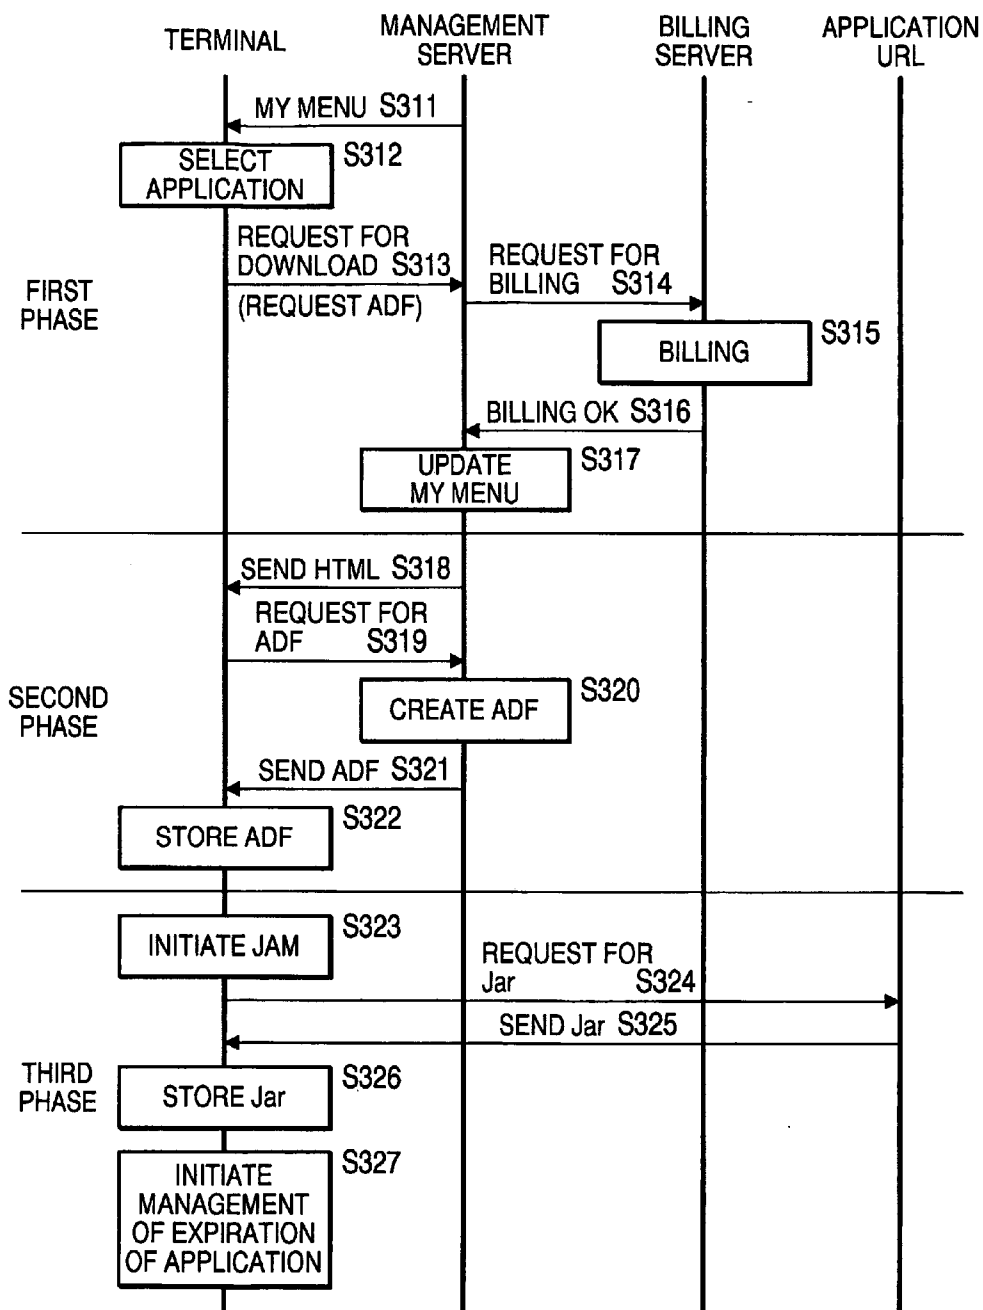 TERMINAL
MANAGEMENT
SERVER
BILLING
SERVER
APPLICATION
URL
MY MENU S311
SELECT
APPLICATION
S312
REQUEST FOR
DOWNLOAD S313
(REQUEST ADF)
REQUEST FOR
BILLING S314
FIRST
PHASE
BILLING
S315
BILLING OK S316
UPDATE
MY MENU
S317
SEND HTML S318
REQUEST FOR
ADF S319
SECOND
PHASE
CREATE ADF
S320
SEND ADF S321
STORE ADF
S322
INITIATE JAM
S323
REQUEST FOR
Jar S324
SEND Jar S325
THIRD
PHASE
STORE Jar
S326
INITIATE
MANAGEMENT
OF EXPIRATION
OF APPLICATION
S327